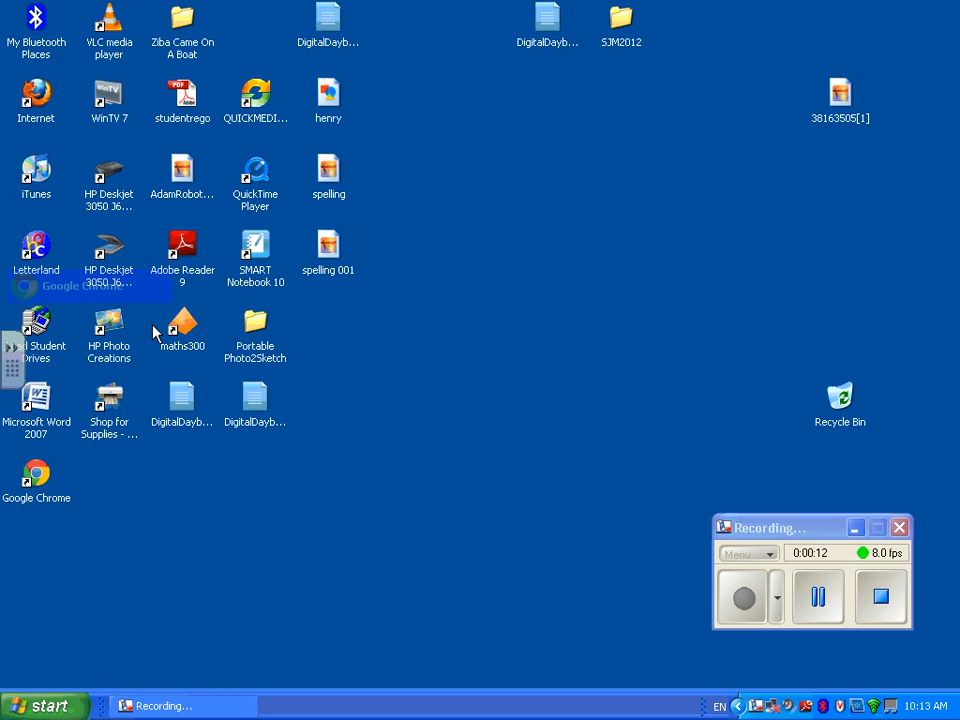 My Bluetooth
Places
VLC media
player
Ziba Came On
A Boat
DigitalDayb...
DigitalDayb...
SJM2012
Internet
WinTV
WinTV 7
PDF
Adobe
studentrego
QUICKMEDI...
henry
38163505[1]
iTunes
HP Deskjet
3050 J6...
AdamRobot...
QuickTime
Player
spelling
Letterland
HP Deskjet
3050 J6...
Adobe Reader
9
SMART
Notebook 10
spelling 001
Google Chrome
Student
Drives
HP Photo
Creations
maths300
Portable
Photo2Sketch
Microsoft Word
2007
Shop for
Supplies - ...
DigitalDayb...
DigitalDayb...
Recycle Bin
Google Chrome
Recording...
Menu
0:00:12
8.0 fps
start
Recording...
EN
10:13 AM